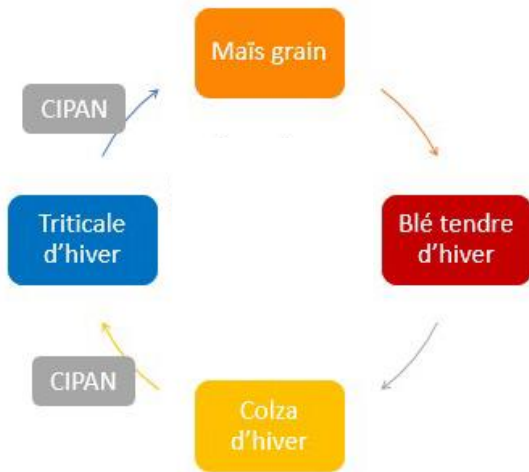 Maïs grain
CIPAN
Triticale
d'hiver
Blé tendre
d'hiver
CIPAN
Colza
d'hiver